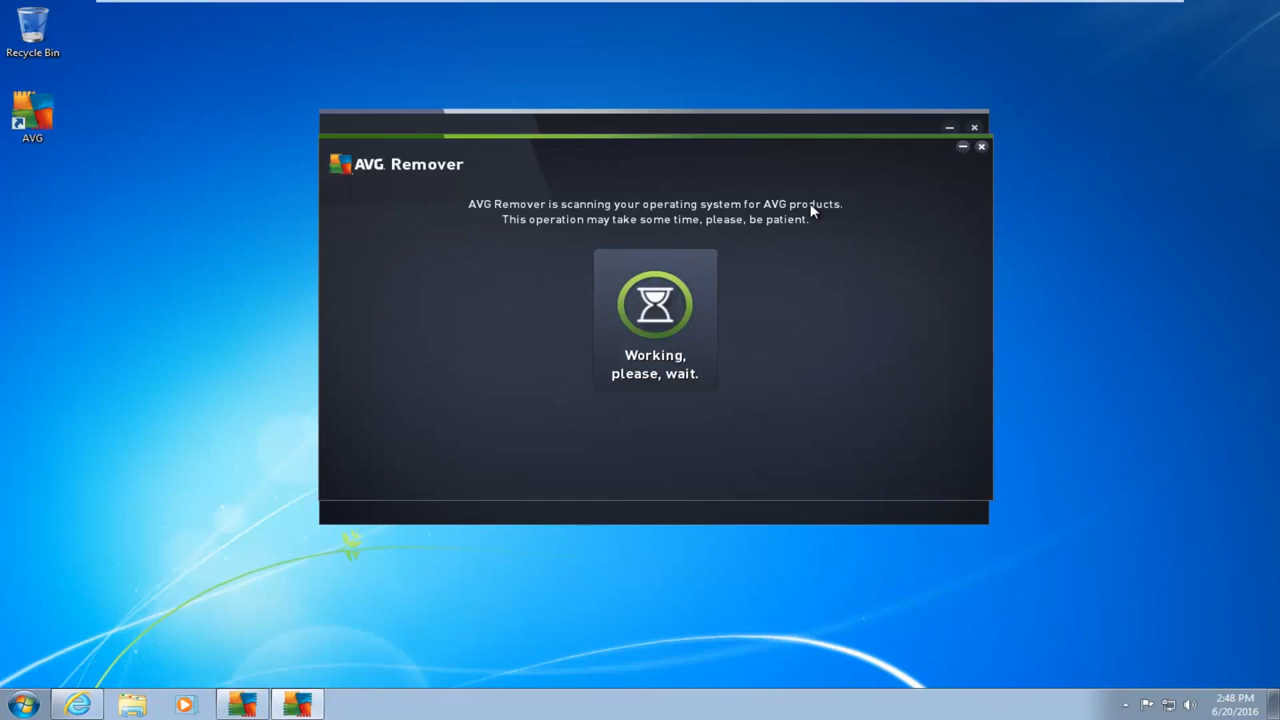 Recycle Bin
AVG
AVG Remover
AVG Remover is scanning your operating system for AVG products.
This operation may take some time, please, be patient.
Working,
please, wait.
2:48 PM
6/20/2016